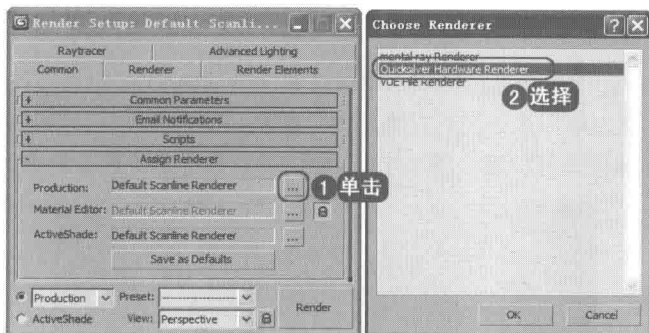 Render Setup: Default Scanli...
Raytracer
Advanced Lighting
Common
Renderer
Render Elements
+ Common Parameters
+ Email Notifications
+ Scripts
- Assign Renderer
Production: Default Scanline Renderer ...
1 单击
Material Editor: Default Scanline Renderer ...
ActiveShade: Default Scanline Renderer ...
Save as Defaults
Production
Preset: --------------------
ActiveShade
View: Perspective
Render
Choose Renderer
mental ray Renderer
Quicksilver Hardware Renderer
VUE File Renderer
2 选择
OK
Cancel